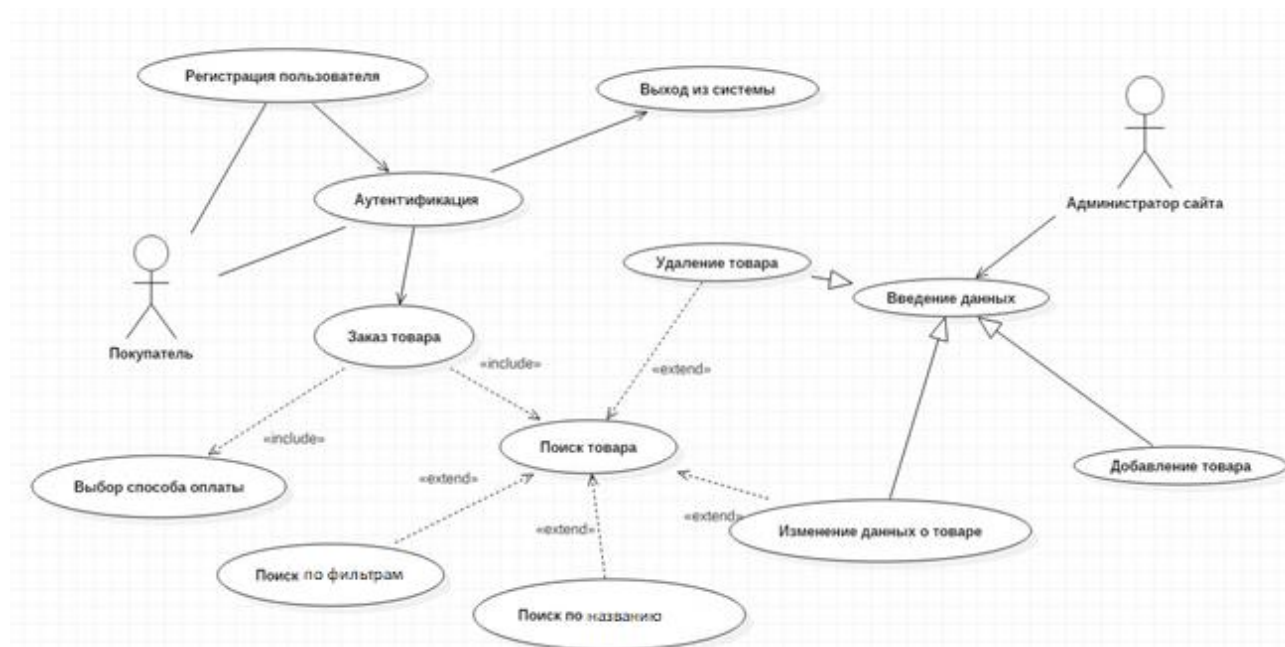 Регистрация пользователя
Выход из системы
Аутентификация
Администратор сайта
Удаление товара
Введение данных
Покупатель
Заказ товара
«include»
«extend»
«include»
Поиск товара
Добавление товара
Выбор способа оплаты
«extend»
«extend»
«extend»
Изменение данных о товаре
Поиск по фильтрам
Поиск по названию